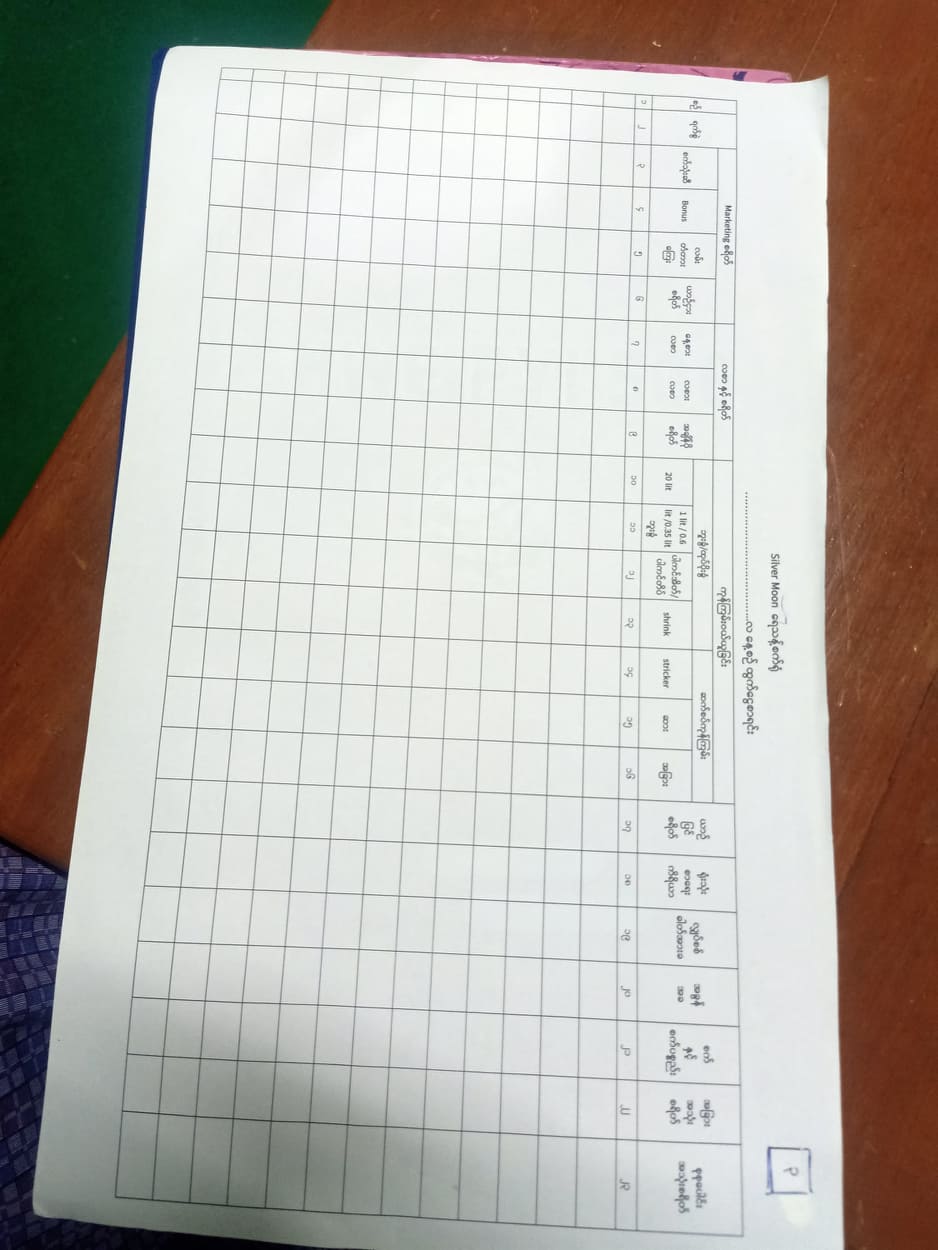 ၃
Silver Moon ရေသန့်စက်ရုံ
.....................................လ နေ့စဉ် ထွက်ငွေစာရင်း
စဉ်
ရက်စွဲ
Marketing စရိတ်
စက်သုံးဆီ
Bonus
လမ်း
တံတား
ကြေး
ယာဉ်ငှား
စရိတ်
လစာ နှင့် စရိတ်
နေ့စား
လစာ
လစား
လစာ
အချိန်ပို
စရိတ်
ကုန်ကြမ်းဝယ်ယူခြင်း
ဘူးခွံ/ထုပ်ပိုးခွံ
20 lit
1 lit / 0.6
lit /0.35 lit
ဘူးခွံ
ပါကင်အိတ်/
ပါကင်တိပ်
shrink
ဆက်စပ်ကုန်ကြမ်း
stricker
ဆား
အခြား
ယာဉ်
ပြင်
စရိတ်
ရုံးသုံး
စာရေး
ကိရိယာ
လျှပ်စစ်
ဓါတ်အားခ
အခွန်
အခ
စက်
နှင့်
စက်ပစ္စည်း
အခြား
အသုံး
စရိတ်
စုစုပေါင်း
အသုံးစရိတ်
၁ ၂ ၃ ၄ ၅ ၆ ၇ ၈ ၉ ၁၀ ၁၁ ၁၂ ၁၃ ၁၄ ၁၅ ၁၆ ၁၇ ၁၈ ၁၉ ၂၀ ၂၁ ၂၂ ၂၃